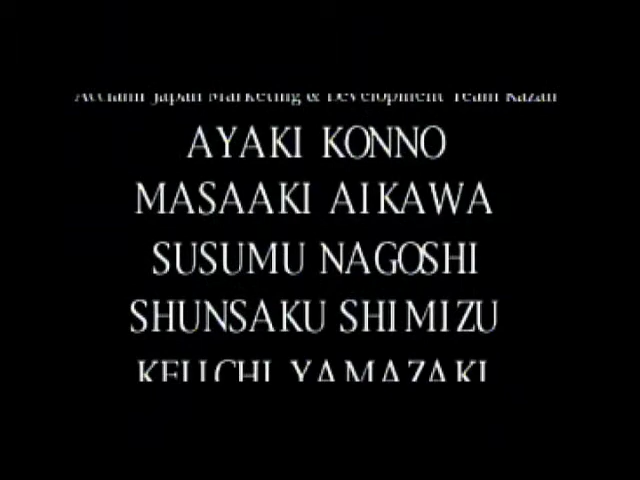 Acclaim Japan Marketing & Development Team Kazan
AYAKI KONNO
MASAAKI AIKAWA
SUSUMU NAGOSHI
SHUNSAKU SHIMIZU
KEIICHI YAMAZAKI